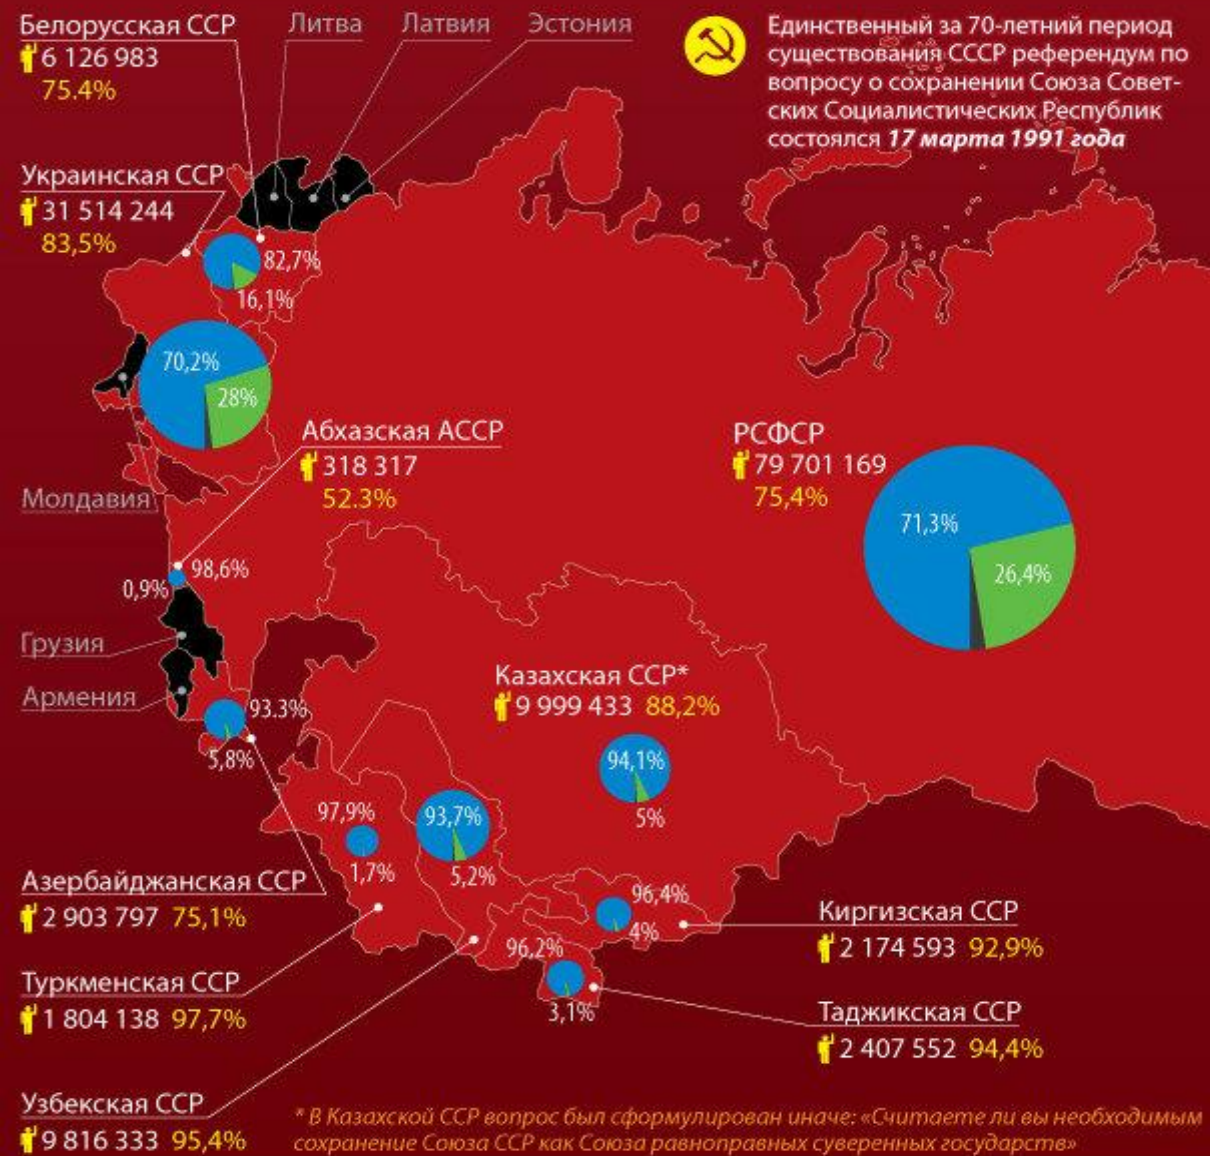 Белорусская ССР
6 126 983
75.4%
Литва
Латвия
Эстония
Единственный за 70-летний период
существования СССР референдум по
вопросу о сохранении Союза Совет-
ских Социалистических Республик
состоялся 17 марта 1991 года
Украинская ССР
31 514 244
83,5%
82,7%
16,1%
70,2%
28%
Абхазская АССР
318 317
52.3%
РСФСР
79 701 169
75,4%
71,3%
26,4%
Молдавия
98,6%
0,9%
Грузия
Армения
Казахская ССР*
9 999 433 88,2%
94,1%
5%
93.3%
5,8%
97,9%
1,7%
93,7%
5,2%
Азербайджанская ССР
2 903 797 75,1%
96,4%
4%
Киргизская ССР
2 174 593 92,9%
96,2%
3,1%
Туркменская ССР
1 804 138 97,7%
Таджикская ССР
2 407 552 94,4%
Узбекская ССР
9 816 333 95,4%
* В Казахской ССР вопрос был сформулирован иначе: «Считаете ли вы необходимым
сохранение Союза ССР как Союза равноправных суверенных государств»